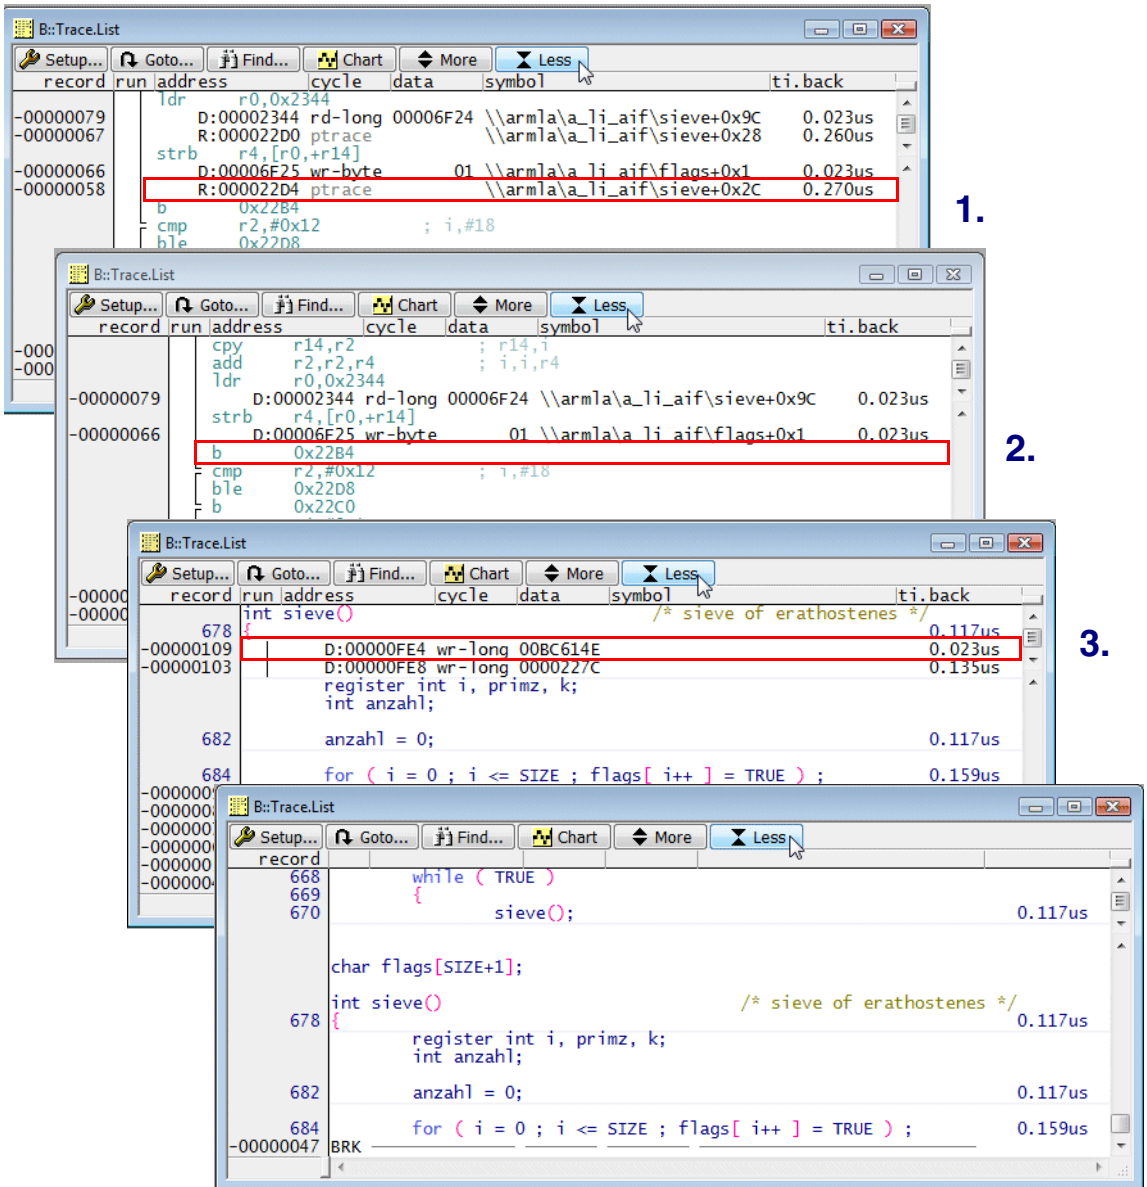 B::Trace.List
Setup... Goto... Find... Chart More Less
record run address cycle data symbol ti.back
ldr r0,0x2344
-00000079 D:00002344 rd-long 00006F24 \\armla\a_li_aif\sieve+0x9C 0.023us
-00000067 R:000022D0 ptrace \\armla\a_li_aif\sieve+0x28 0.260us
strb r4,[r0,+r14]
-00000066 D:00006F25 wr-byte 01 \\armla\a_li_aif\flags+0x1 0.023us
-00000058 R:000022D4 ptrace \\armla\a_li_aif\sieve+0x2C 0.270us
b 0x22B4
cmp r2,#0x12 ; i,#18
ble 0x22D8
1.
-000
-000
B::Trace.List
Setup... Goto... Find... Chart More Less
record run address cycle data symbol ti.back
cpy r14,r2 ; r14,i
add r2,r2,r4 ; i,i,r4
ldr r0,0x2344
-00000079 D:00002344 rd-long 00006F24 \\armla\a_li_aif\sieve+0x9C 0.023us
strb r4,[r0,+r14]
-00000066 D:00006F25 wr-byte 01 \\armla\a_li_aif\flags+0x1 0.023us
b 0x22B4
cmp r2,#0x12 ; i,#18
ble 0x22D8
b 0x22C0
2.
-0000
-0000
B::Trace.List
Setup... Goto... Find... Chart More Less
record run address cycle data symbol ti.back
int sieve() /* sieve of erathostenes */
678 { 0.117us
-00000109 D:00000FE4 wr-long 00BC614E 0.023us
-00000103 D:00000FE8 wr-long 0000227C 0.135us
register int i, primz, k;
int anzahl;
682 anzahl = 0; 0.117us
684 for ( i = 0 ; i <= SIZE ; flags[ i++ ] = TRUE ) ; 0.159us
3.
B::Trace.List
Setup... Goto... Find... Chart More Less
record
668 while ( TRUE )
669 {
670 sieve(); 0.117us
char flags[SIZE+1];
int sieve() /* sieve of erathostenes */
678 { 0.117us
register int i, primz, k;
int anzahl;
682 anzahl = 0; 0.117us
684 for ( i = 0 ; i <= SIZE ; flags[ i++ ] = TRUE ) ; 0.159us
-00000047 BRK